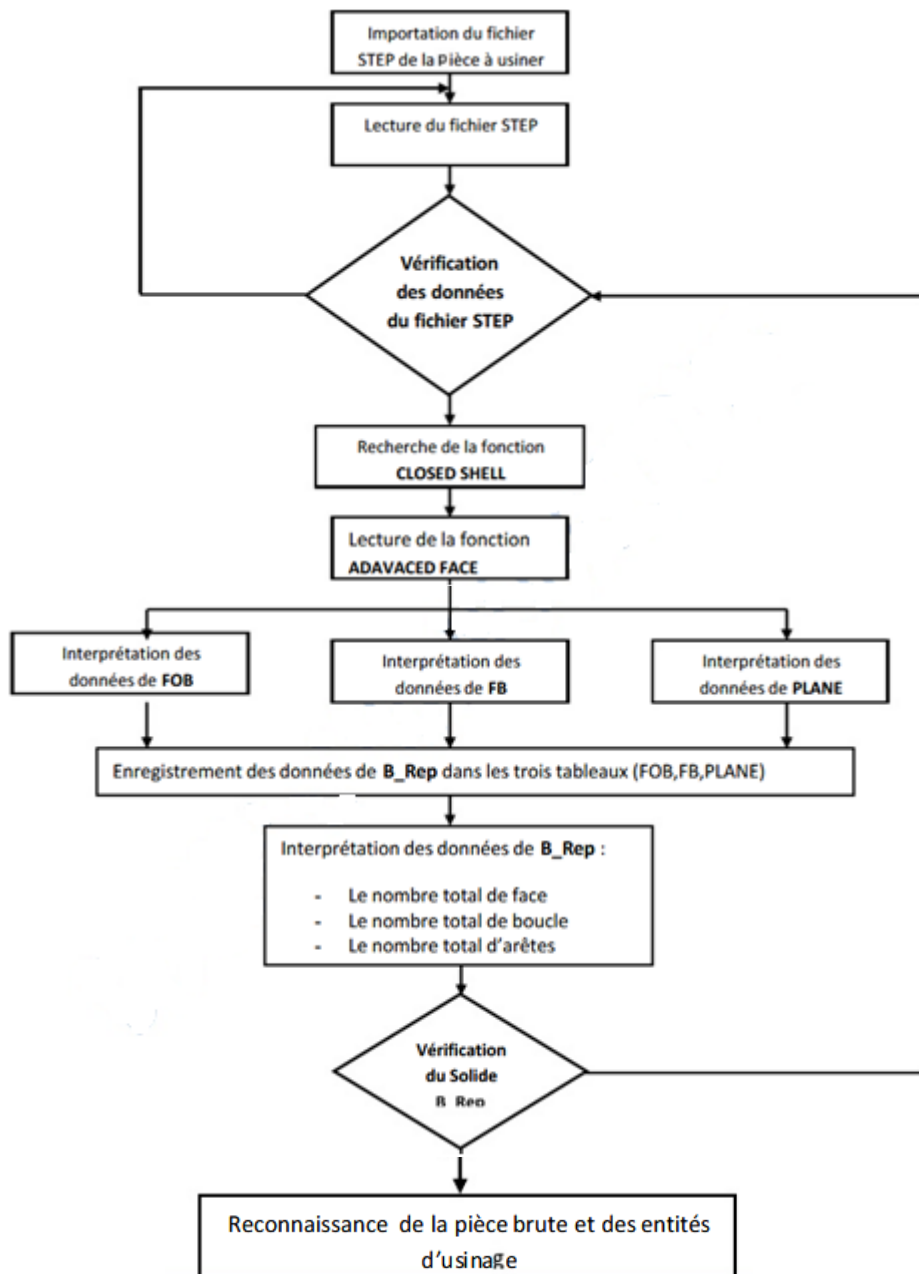 Importation du fichier
STEP de la pièce à usiner
Lecture du fichier STEP
Vérification
des données
du fichier STEP
Recherche de la fonction
CLOSED SHELL
Lecture de la fonction
ADAVACED FACE
Interprétation des
données de FOB
Interprétation des
données de FB
Interprétation des
données de PLANE
Enregistrement des données de B_Rep dans les trois tableaux (FOB,FB,PLANE)
Interprétation des données de B_Rep :
- Le nombre total de face
- Le nombre total de boucle
- Le nombre total d'arêtes
Vérification
du Solide
B_Rep
Reconnaissance de la pièce brute et des entités
d'usinage